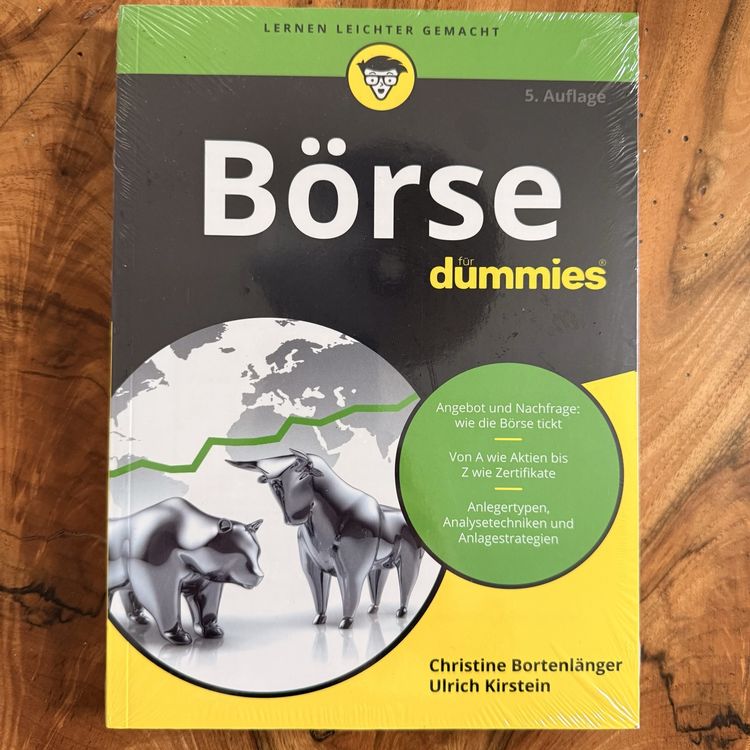 LERNEN LEICHTER GEMACHT
5. Auflage
Börse
für
dummies®
Angebot und Nachfrage:
wie die Börse tickt
Von A wie Aktien bis
Z wie Zertifikate
Anlegertypen,
Analysetechniken und
Anlagestrategien
Christine Bortenlänger
Ulrich Kirstein